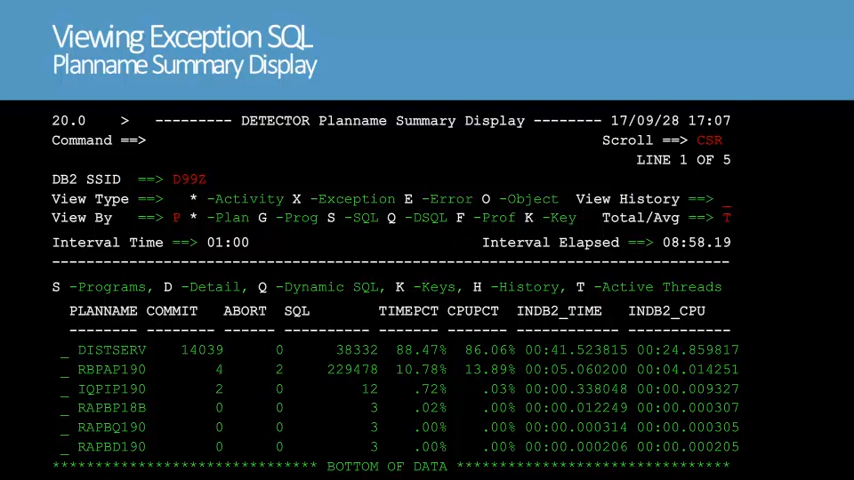 Viewing Exception SQL
Planname Summary Display
20.0 > --------- DETECTOR Planname Summary Display -------- 17/09/28 17:07
Command ==> Scroll ==> CSR
LINE 1 OF 5
DB2 SSID ==> D99Z
View Type ==> * -Activity X -Exception E -Error O -Object View History ==> _
View By ==> P * -Plan G -Prog S -SQL Q -DSQL F -Prof K -Key Total/Avg ==> T
Interval Time ==> 01:00 Interval Elapsed ==> 08:58.19
-------------------------------------------------------------------------------
S -Programs, D -Detail, Q -Dynamic SQL, K -Keys, H -History, T -Active Threads
PLANNAME COMMIT ABORT SQL TIMEPCT CPUPCT INDB2_TIME INDB2_CPU
-------- -------- ------ ---------- ------- ------- ------------ ------------
_ DISTSERV 14039 0 38332 88.47% 86.06% 00:41.523815 00:24.859817
_ RBPAP190 4 2 229478 10.78% 13.89% 00:05.060200 00:04.014251
_ IQPIP190 2 0 12 .72% .03% 00:00.338048 00:00.009327
_ RAPBP18B 0 0 3 .02% .00% 00:00.012249 00:00.000307
_ RAPBQ190 0 0 3 .00% .00% 00:00.000314 00:00.000305
_ RAPBD190 0 0 3 .00% .00% 00:00.000206 00:00.000205
******************************* BOTTOM OF DATA ********************************